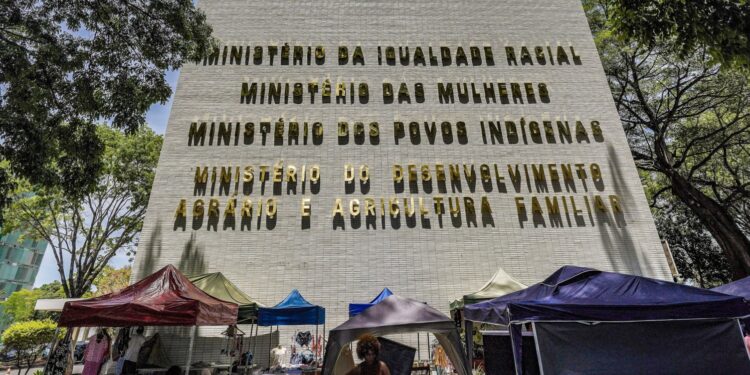 MINISTÉRIO DA IGUALDADE RACIAL
MINISTÉRIO DAS MULHERES
MINISTÉRIO DOS POVOS INDÍGENAS
MINISTÉRIO DO DESENVOLVIMENTO
AGRÁRIO E AGRICULTURA FAMILIAR